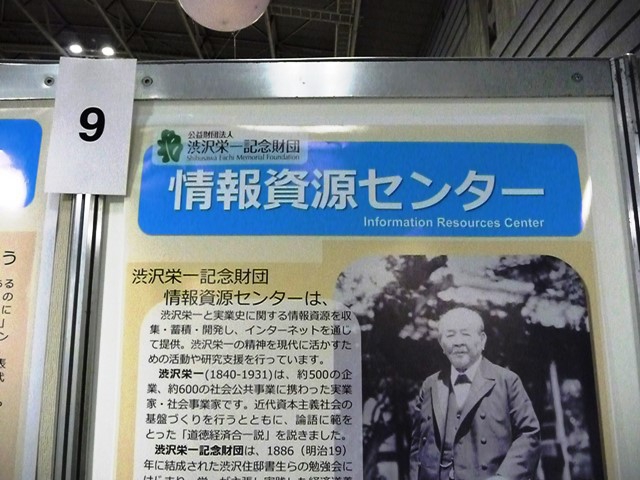 9
公益財団法人
渋沢栄一記念財団
Shibusawa Eiichi Memorial Foundation
情報資源センター
Information Resources Center
渋沢栄一記念財団
情報資源センターは、
渋沢栄一と実業史に関する情報資源を収
集・蓄積・開発し、インターネットを通じ
て提供。渋沢栄一の精神を現代に活かすた
めの活動や研究支援を行っています。
渋沢栄一(1840-1931)は、約500の企
業、約600の社会公共事業に携わった実業
家・社会事業家です。近代資本主義社会の
基盤づくりを行うとともに、論語に範を
とった「道徳経済合一説」を説きました。
渋沢栄一記念財団は、1886（明治19）
年に結成された渋沢住邸書生らの勉強会に